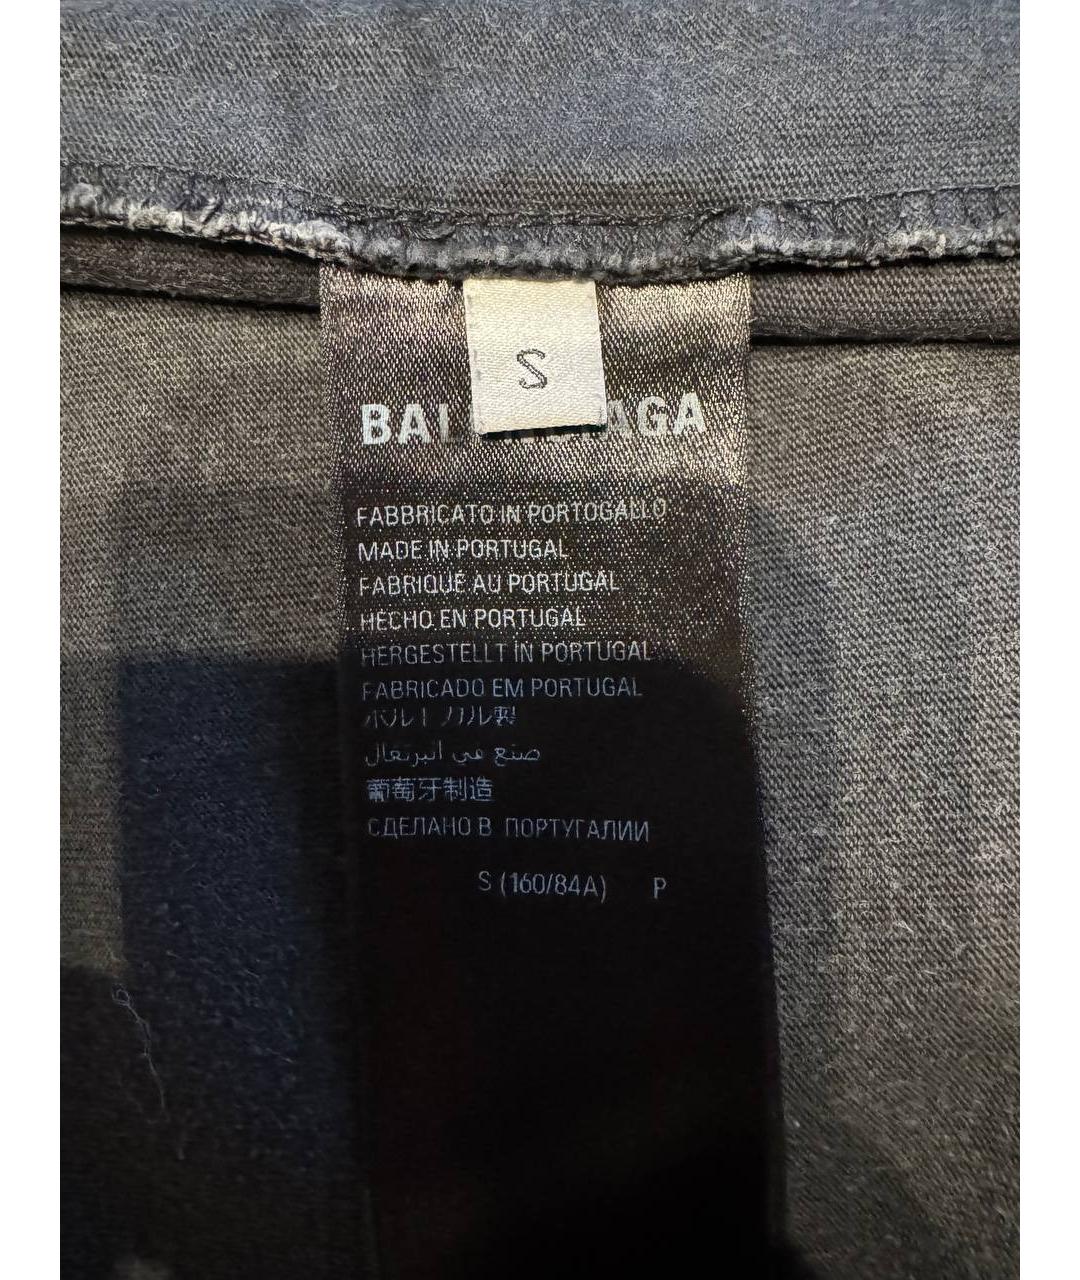 S
BALENCIAGA
FABBRICATO IN PORTOGALLO
MADE IN PORTUGAL
FABRIQUÉ AU PORTUGAL
HECHO EN PORTUGAL
HERGESTELLT IN PORTUGAL
FABRICADO EM PORTUGAL
ポルトガル製
صنع في البرتغال
葡萄牙制造
СДЕЛАНО В ПОРТУГАЛИИ
S (160/84A) P